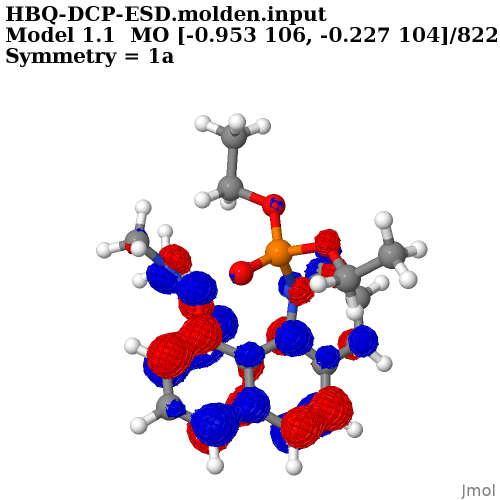 HBQ-DCP-ESD.molden.input
Model 1.1  MO [-0.953 106, -0.227 104]/822
Symmetry = 1a
Jmol